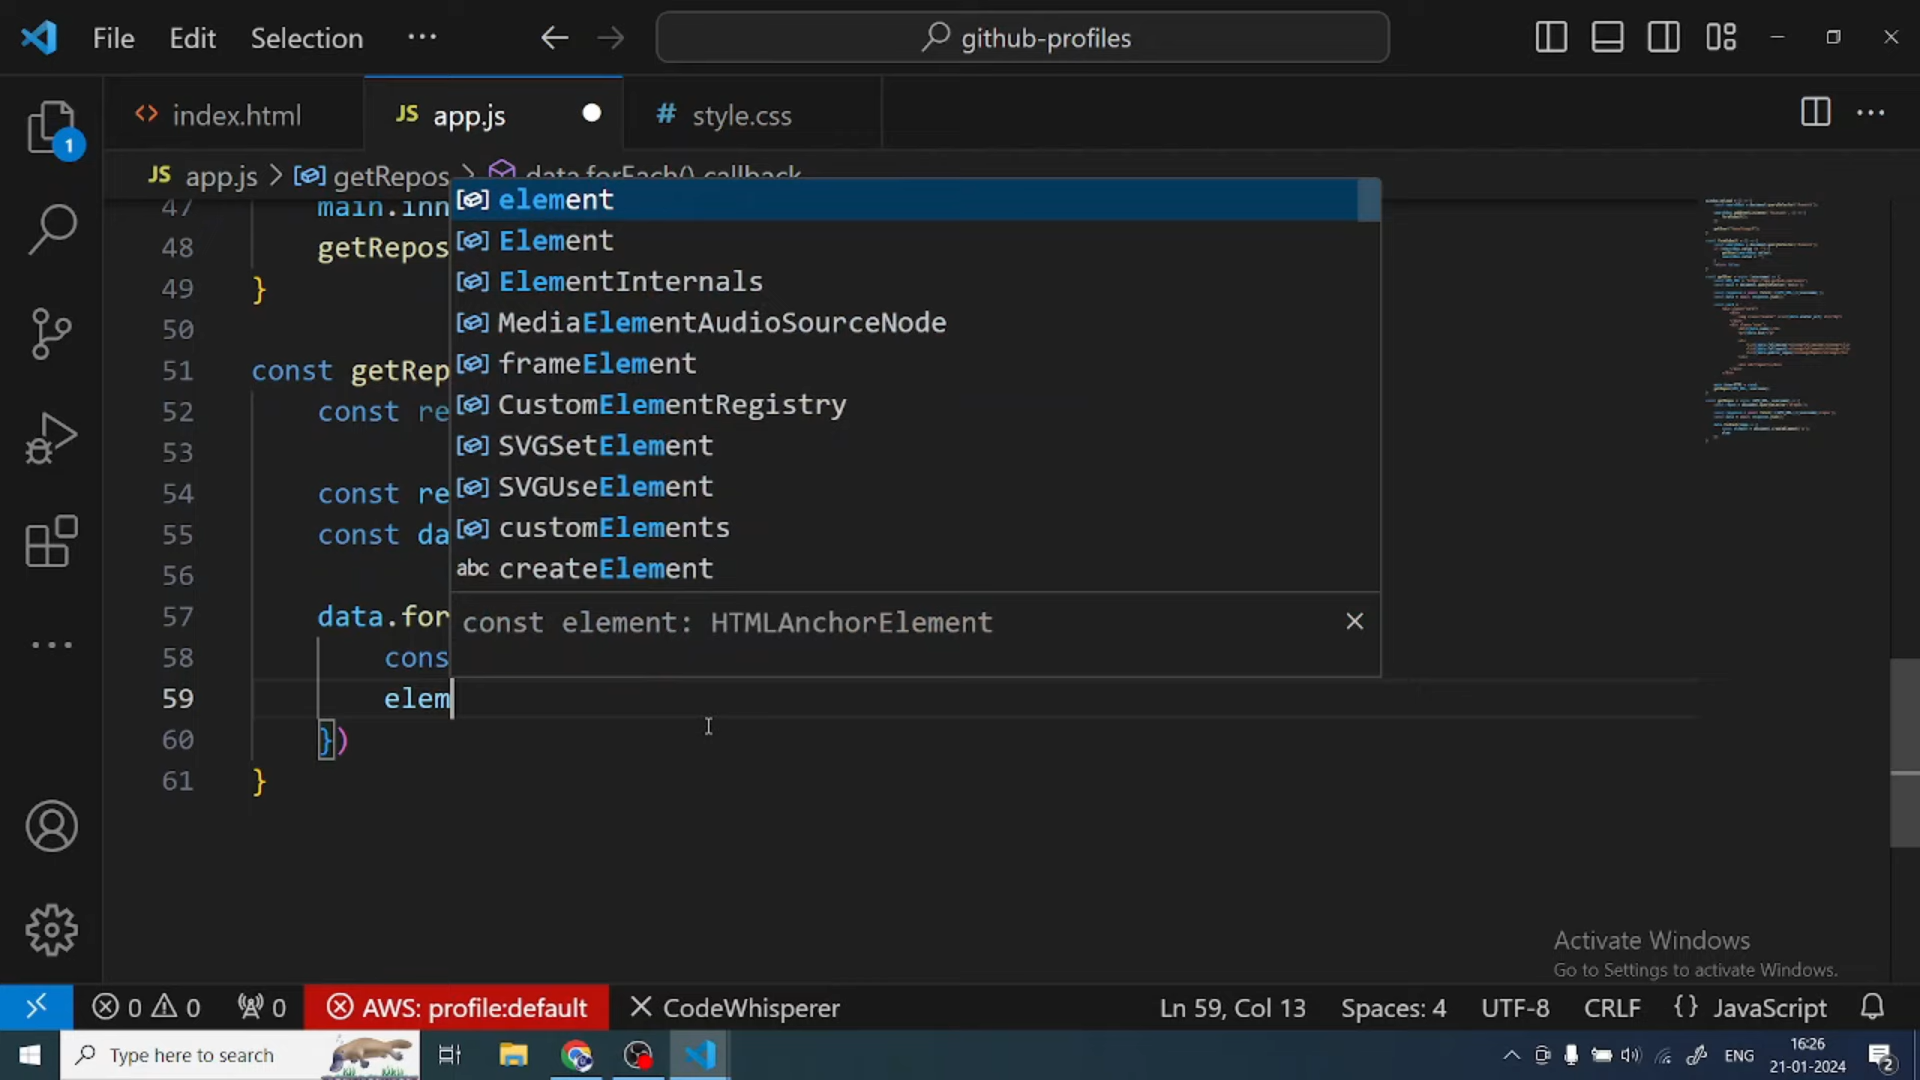 File Edit Selection ··· github-profiles
index.html JS app.js # style.css
JS app.js > getRepos > data.forEach() callback
47 main.inn
48 getRepos
49 }
50
51 const getRep
52 const re
53
54 const re
55 const da
56
57 data.for
58 cons
59 elem
60 })
61 }
element
Element
ElementInternals
MediaElementAudioSourceNode
frameElement
CustomElementRegistry
SVGSetElement
SVGUseElement
customElements
abc createElement
const element: HTMLAnchorElement
1
Activate Windows
Go to Settings to activate Windows.
0 0 0 AWS: profile:default CodeWhisperer Ln 59, Col 13 Spaces: 4 UTF-8 CRLF {} JavaScript
Type here to search ENG 16:26
21-01-2024 2